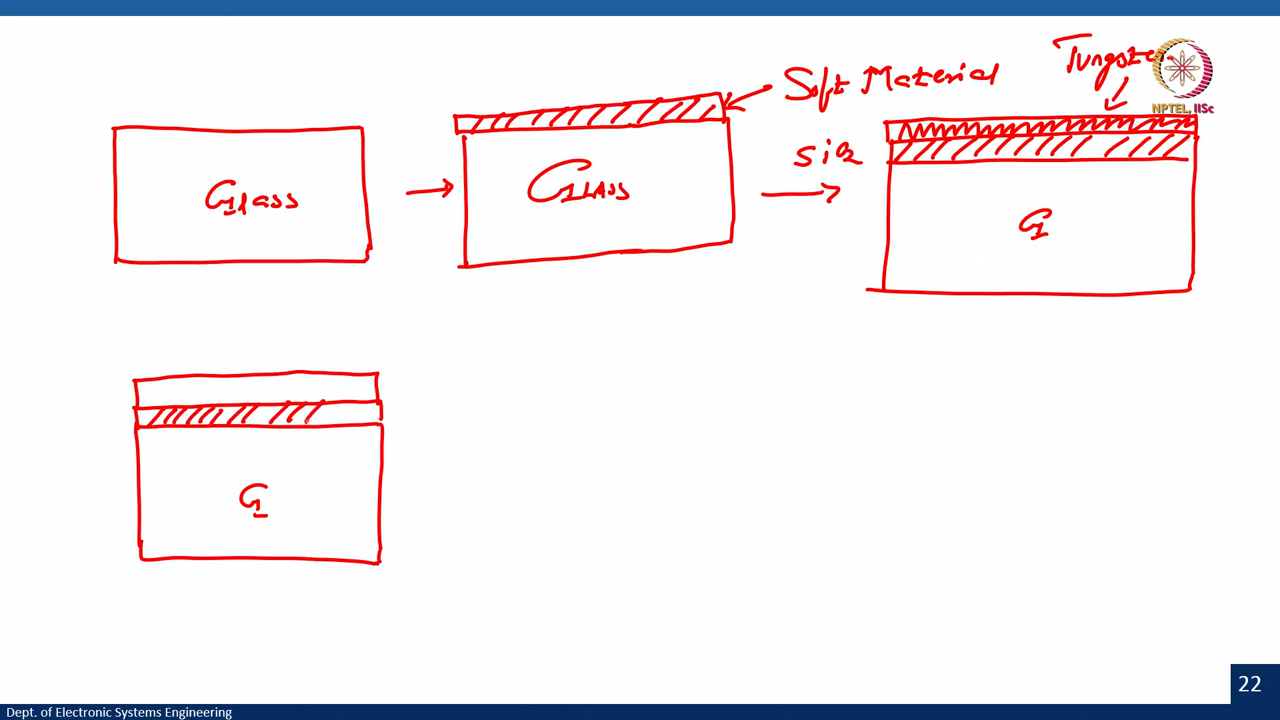 Tungsten
Soft Material
NPTEL, IISc
Glass
GLASS
SiO2
G
G
22
Dept. of Electronic Systems Engineering